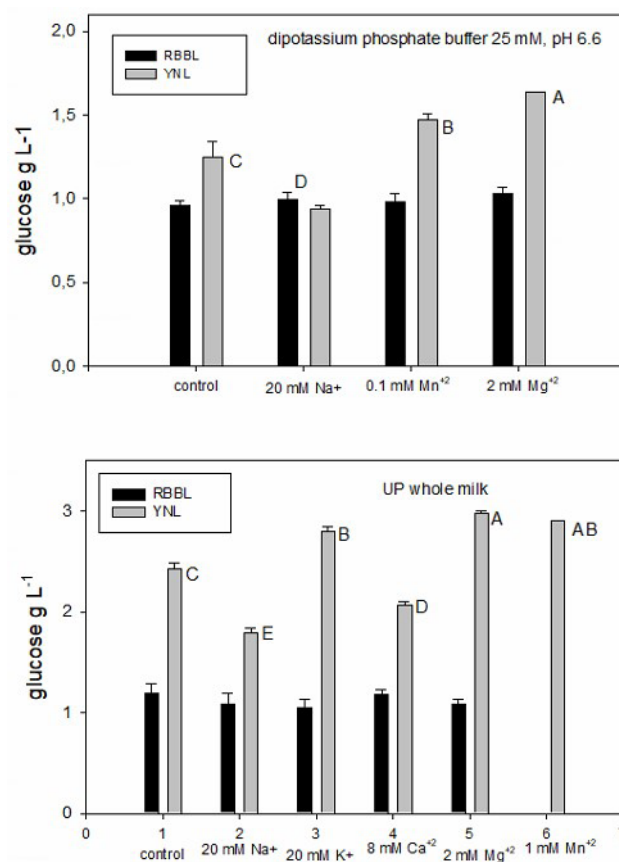 2,0
dipotassium phosphate buffer 25 mM, pH 6.6
RBBL
YNL
A
1,5
B
C
D
1,0
glucose g L-1
0,5
0,0
control
20 mM Na+
0.1 mM Mn+2
2 mM Mg+2
RBBL
YNL
UP whole milk
3
A
AB
B
C
D
E
2
glucose g L-1
1
0
0 1 2 3 4 5 6 7
control 20 mM Na+ 20 mM K+ 8 mM Ca+2 2 mM Mg+2 1 mM Mn+2